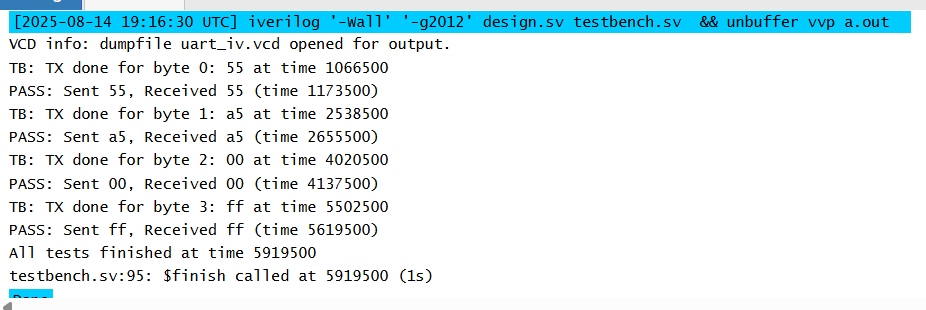 [2025-08-14 19:16:30 UTC] iverilog '-Wall' '-g2012' design.sv testbench.sv  && unbuffer vvp a.out
VCD info: dumpfile uart_iv.vcd opened for output.
TB: TX done for byte 0: 55 at time 1066500
PASS: Sent 55, Received 55 (time 1173500)
TB: TX done for byte 1: a5 at time 2538500
PASS: Sent a5, Received a5 (time 2655500)
TB: TX done for byte 2: 00 at time 4020500
PASS: Sent 00, Received 00 (time 4137500)
TB: TX done for byte 3: ff at time 5502500
PASS: Sent ff, Received ff (time 5619500)
All tests finished at time 5919500
testbench.sv:95: $finish called at 5919500 (1s)